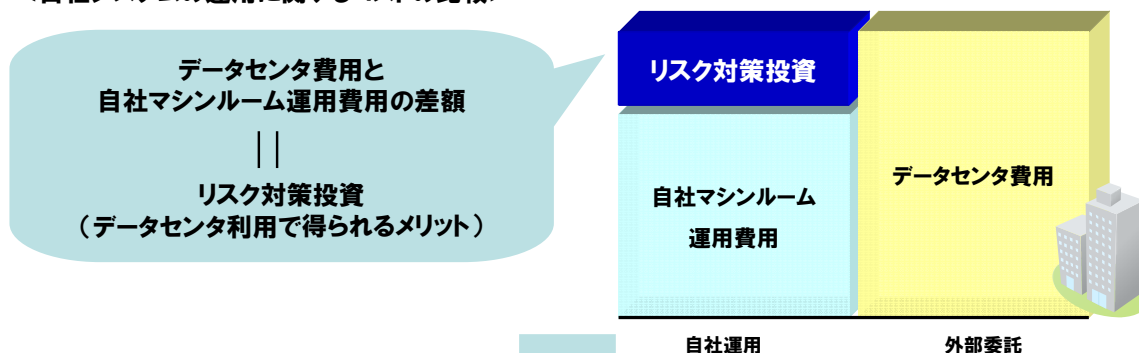 データセンタ費用と
自社マシンルーム運用費用の差額
||
リスク対策投資
（データセンタ利用で得られるメリット）
リスク対策投資
自社マシンルーム
運用費用
データセンタ費用
自社運用
外部委託